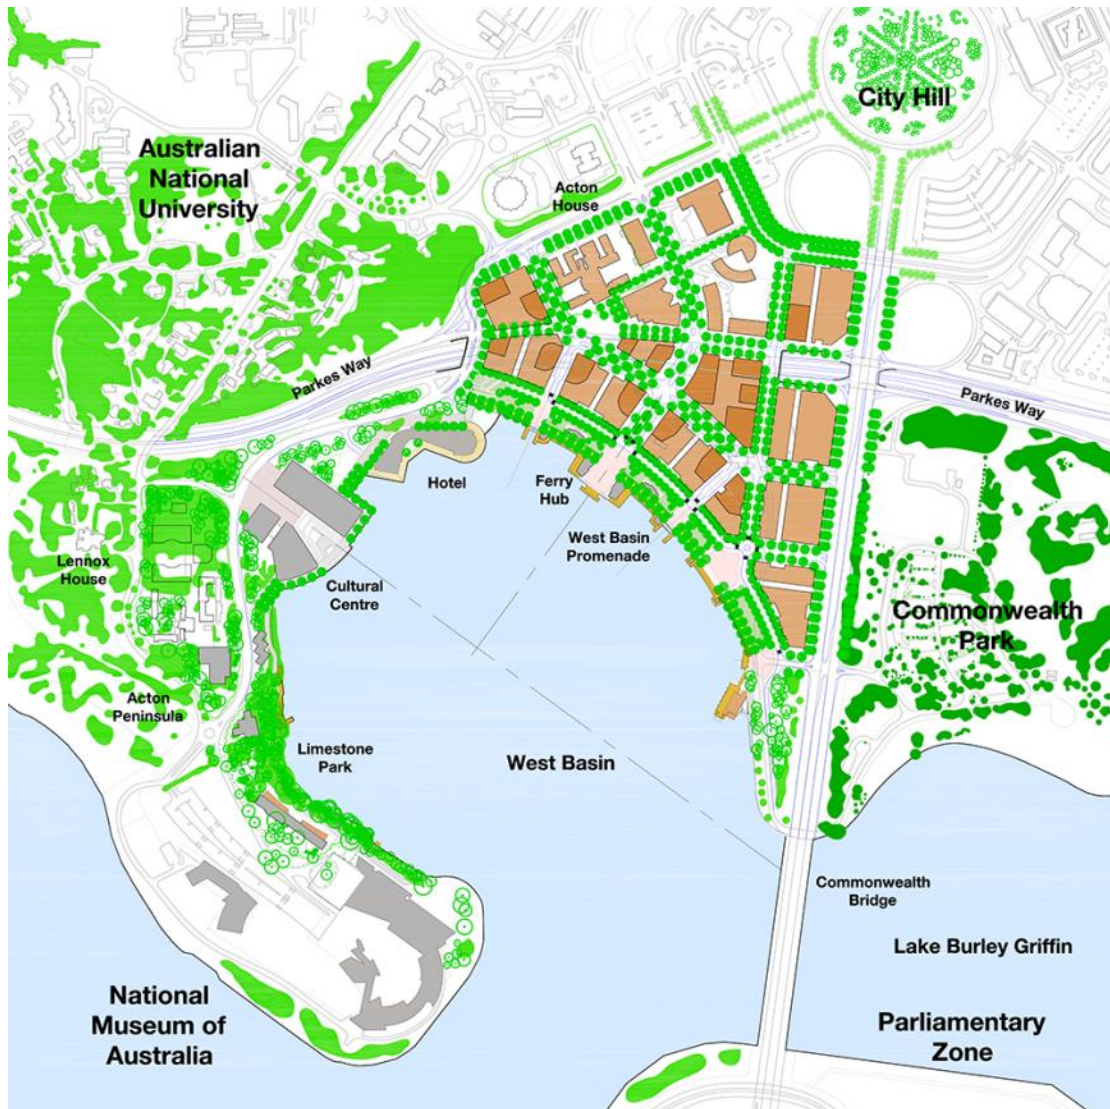 City Hill
Australian
National
University
Acton
House
Parkes Way
Parkes Way
Hotel
Ferry
Hub
West Basin
Promenade
Lennox
House
Cultural
Centre
Commonwealth
Park
Acton
Peninsula
Limestone
Park
West Basin
Commonwealth
Bridge
Lake Burley Griffin
National
Museum of
Australia
Parliamentary
Zone